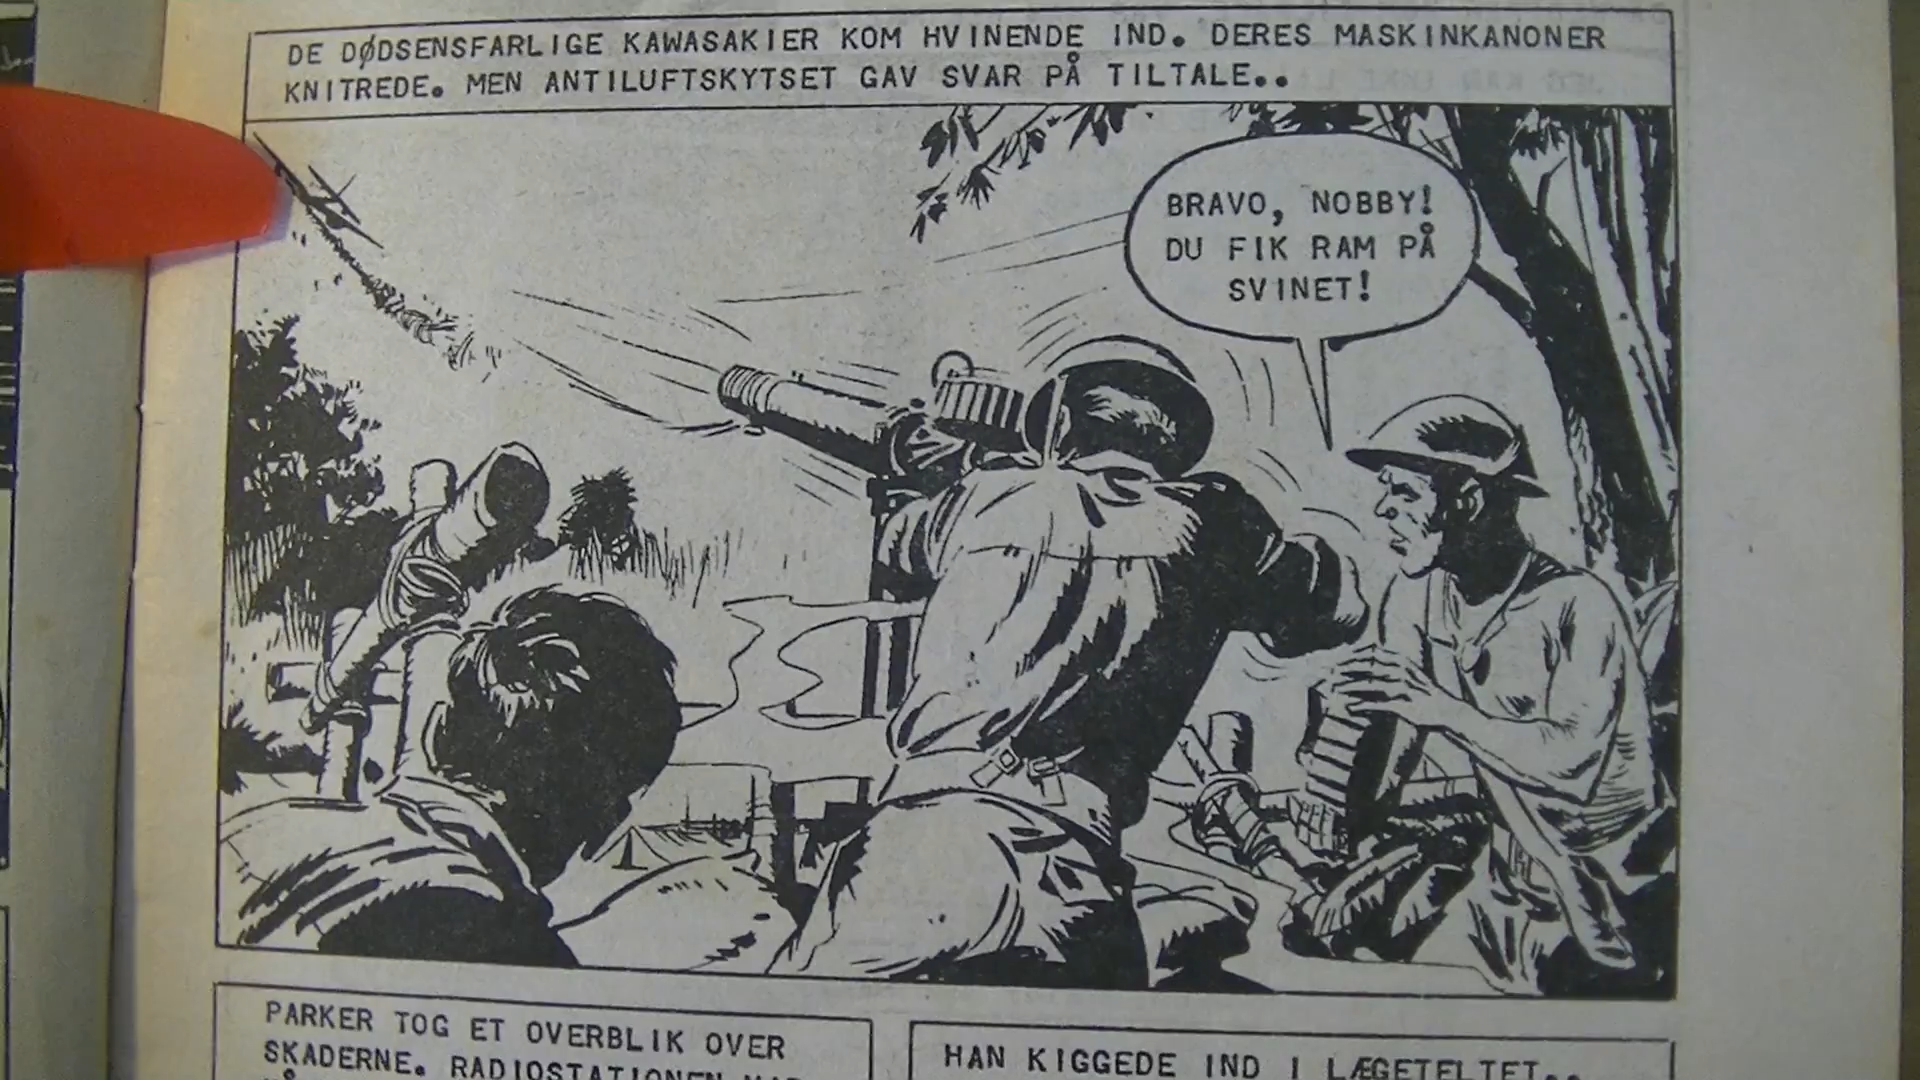 DE DØDSENSFARLIGE KAWASAKIER KOM HVINENDE IND. DERES MASKINKANONER
KNITREDE. MEN ANTILUFTSKYTSET GAV SVAR PÅ TILTALE..
BRAVO, NOBBY!
DU FIK RAM PÅ
SVINET!
PARKER TOG ET OVERBLIK OVER
SKADERNE. RADIOSTATIONEN
HAN KIGGEDE IND I LÆGETELTET..